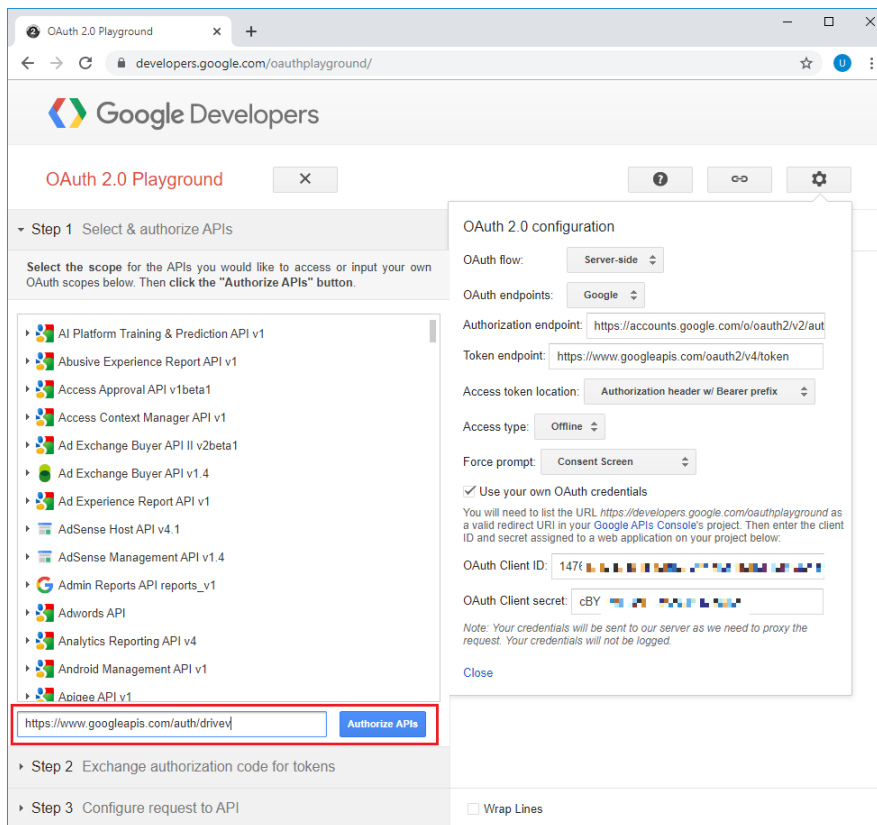 OAuth 2.0 Playground
developers.google.com/oauthplayground/
U
Google Developers
OAuth 2.0 Playground
Step 1 Select & authorize APIs
Select the scope for the APIs you would like to access or input your own
OAuth scopes below. Then click the "Authorize APIs" button.
AI Platform Training & Prediction API v1
Abusive Experience Report API v1
Access Approval API v1beta1
Access Context Manager API v1
Ad Exchange Buyer API II v2beta1
Ad Exchange Buyer API v1.4
Ad Experience Report API v1
AdSense Host API v4.1
AdSense Management API v1.4
Admin Reports API reports_v1
Adwords API
Analytics Reporting API v4
Android Management API v1
Apigee API v1
https://www.googleapis.com/auth/drivev
Authorize APIs
Step 2 Exchange authorization code for tokens
Step 3 Configure request to API
OAuth 2.0 configuration
OAuth flow: Server-side
OAuth endpoints: Google
Authorization endpoint: https://accounts.google.com/o/oauth2/v2/aut
Token endpoint: https://www.googleapis.com/oauth2/v4/token
Access token location: Authorization header w/ Bearer prefix
Access type: Offline
Force prompt: Consent Screen
Use your own OAuth credentials
You will need to list the URL https://developers.google.com/oauthplayground as
a valid redirect URI in your Google APIs Console's project. Then enter the client
ID and secret assigned to a web application on your project below:
OAuth Client ID: 1476
OAuth Client secret: cBY
Note: Your credentials will be sent to our server as we need to proxy the
request. Your credentials will not be logged.
Close
Wrap Lines